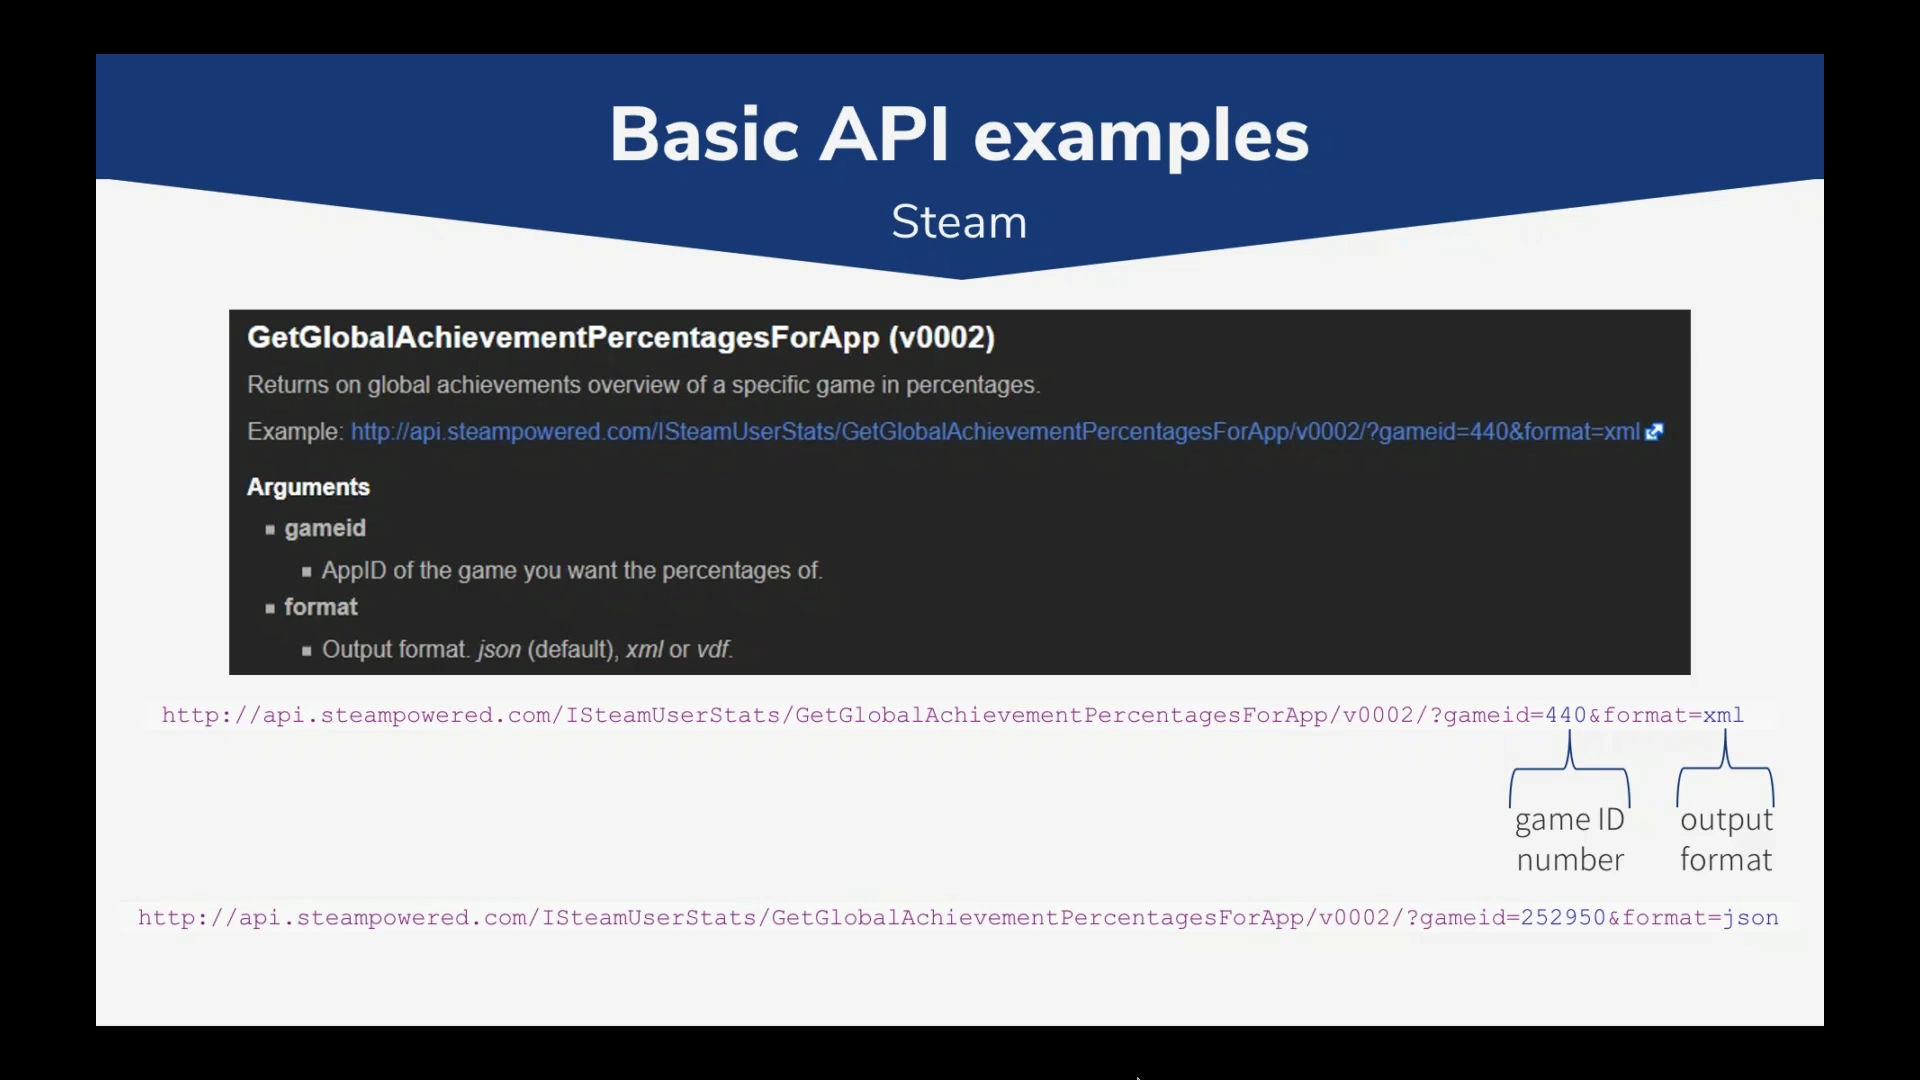 Basic API examples
Steam
GetGlobalAchievementPercentagesForApp (v0002)
Returns on global achievements overview of a specific game in percentages.
Example: http://api.steampowered.com/ISteamUserStats/GetGlobalAchievementPercentagesForApp/v0002/?gameid=440&format=xml
Arguments
gameid
AppID of the game you want the percentages of.
format
Output format. json (default), xml or vdf.
http://api.steampowered.com/ISteamUserStats/GetGlobalAchievementPercentagesForApp/v0002/?gameid=440&format=xml
game ID
number
output
format
http://api.steampowered.com/ISteamUserStats/GetGlobalAchievementPercentagesForApp/v0002/?gameid=252950&format=json